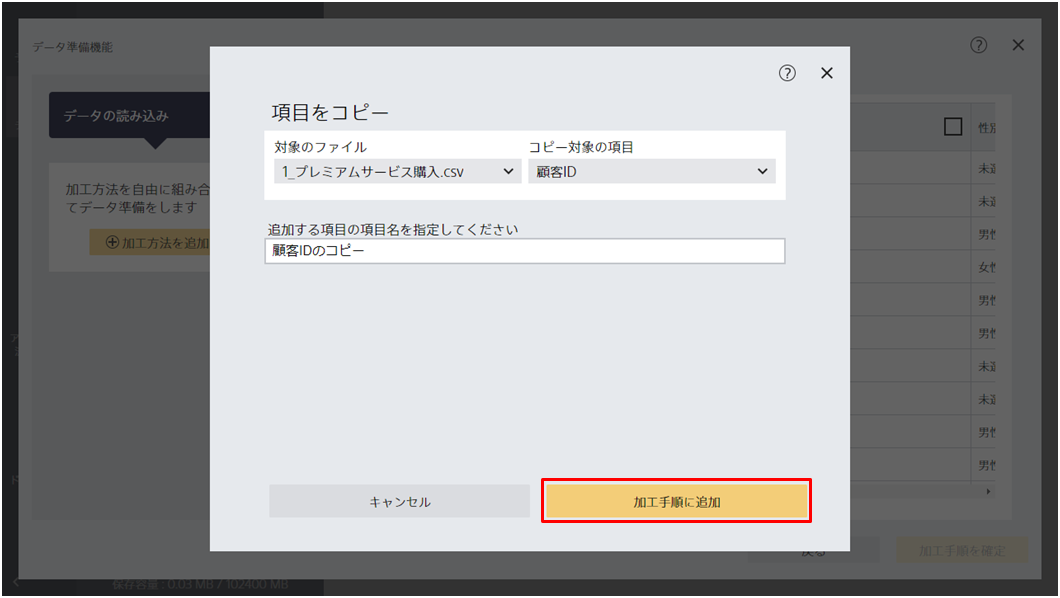 データ準備機能
データの読み込み
加工方法を自由に組み合
てデータ準備をします
加工方法を追加
項目をコピー
対象のファイル
コピー対象の項目
1_プレミアムサービス購入.csv
顧客ID
追加する項目の項目名を指定してください
顧客IDのコピー
キャンセル
加工手順に追加
性別
未選
未選
男性
女性
男性
男性
未選
未選
男性
男性
戻る
加工手順を確定
保存容量 : 0.03 MB / 102400 MB